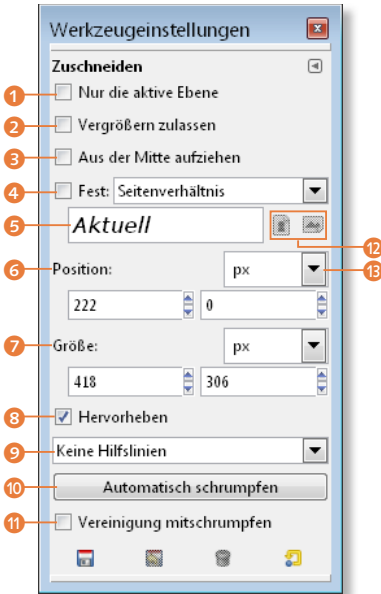 Werkzeugeinstellungen
Zuschneiden
1 Nur die aktive Ebene
2 Vergrößern zulassen
3 Aus der Mitte aufziehen
4 Fest: Seitenverhältnis
5 Aktuell
12
6 Position: px 13
222 0
7 Größe: px
418 306
8 Hervorheben
9 Keine Hilfslinien
10 Automatisch schrumpfen
11 Vereinigung mitschrumpfen